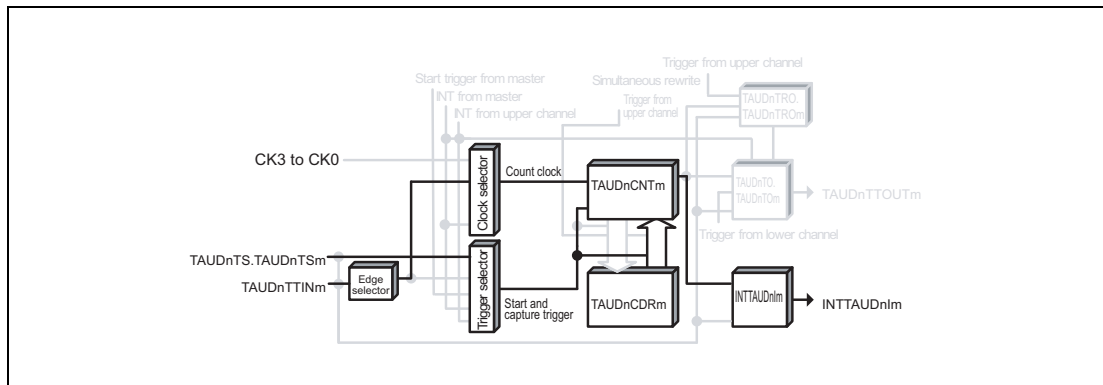 Trigger from upper channel
Start trigger from master
Simultaneous rewrite
INT from master
Trigger from
upper channel
INT from upper channel
TAUDnTRO.
TAUDnTROm
CK3 to CK0
Clock selector
Count clock
TAUDnCNTm
TAUDnTO.
TAUDnTOm
TAUDnTTOUTm
Trigger from lower channel
TAUDnTS.TAUDnTSm
TAUDnTTINm
Edge
selector
Trigger selector
Start and
capture trigger
TAUDnCDRm
INTTAUDnIm
INTTAUDnIm